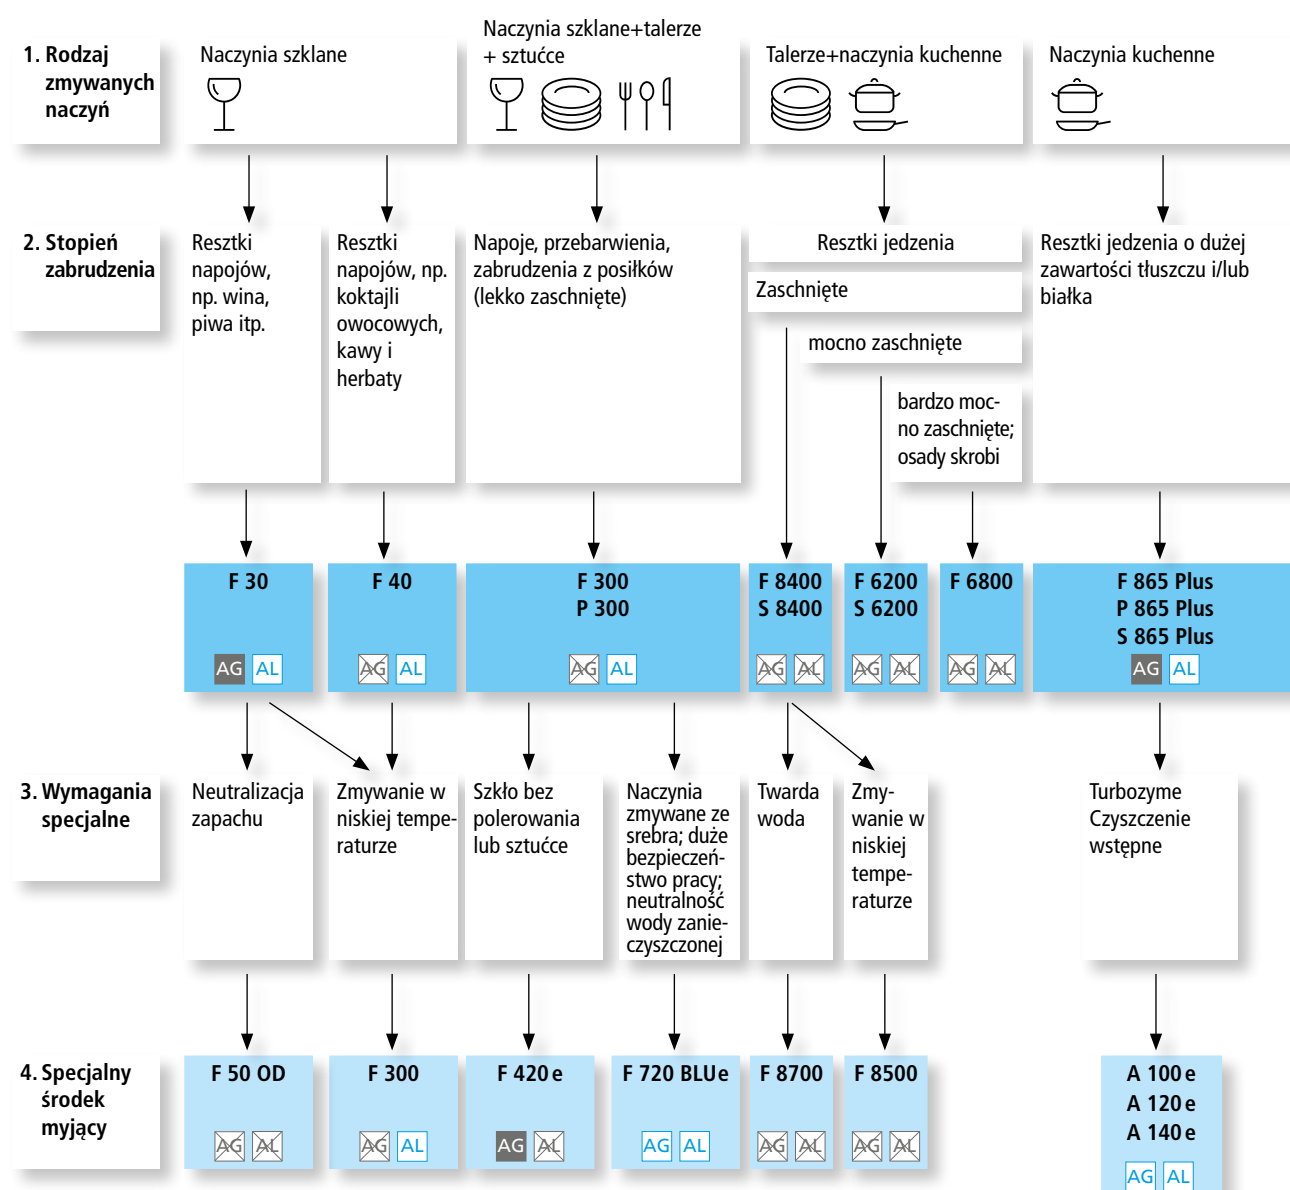 1. Rodzaj
zmywanych
naczyń
Naczynia szklane
Naczynia szklane+talerze
+ sztućce
Talerze+naczynia kuchenne
Naczynia kuchenne
2. Stopień
zabrudzenia
Resztki
napojów,
np. wina,
piwa itp.
Resztki
napojów, np.
koktajli
owocowych,
kawy i
herbaty
Napoje, przebarwienia,
zabrudzenia z posiłków
(lekko zaschnięte)
Resztki jedzenia
Zaschnięte
mocno zaschnięte
bardzo moc-
no zaschnięte;
osady skrobi
Resztki jedzenia o dużej
zawartości tłuszczu i/lub
białka
F 30
AG AL
F 40
AG AL
F 300
P 300
AG AL
F 8400
S 8400
AG AL
F 6200
S 6200
AG AL
F 6800
AG AL
F 865 Plus
P 865 Plus
S 865 Plus
AG AL
3. Wymagania
specjalne
Neutralizacja
zapachu
Zmywanie w
niskiej tempe-
raturze
Szkło bez
polerowania
lub sztućce
Naczynia
zmywane ze
srebra; duże
bezpieczeń-
stwo pracy;
neutralność
wody zanie-
czyszczonej
Twarda
woda
Zmy-
wanie w
niskiej
tempe-
raturze
Turbozyme
Czyszczenie
wstępne
4. Specjalny
środek
myjący
F 50 OD
AG AL
F 300
AG AL
F 420 e
AG AL
F 720 BLUe
AG AL
F 8700
AG AL
F 8500
AG AL
A 100 e
A 120 e
A 140 e
AG AL